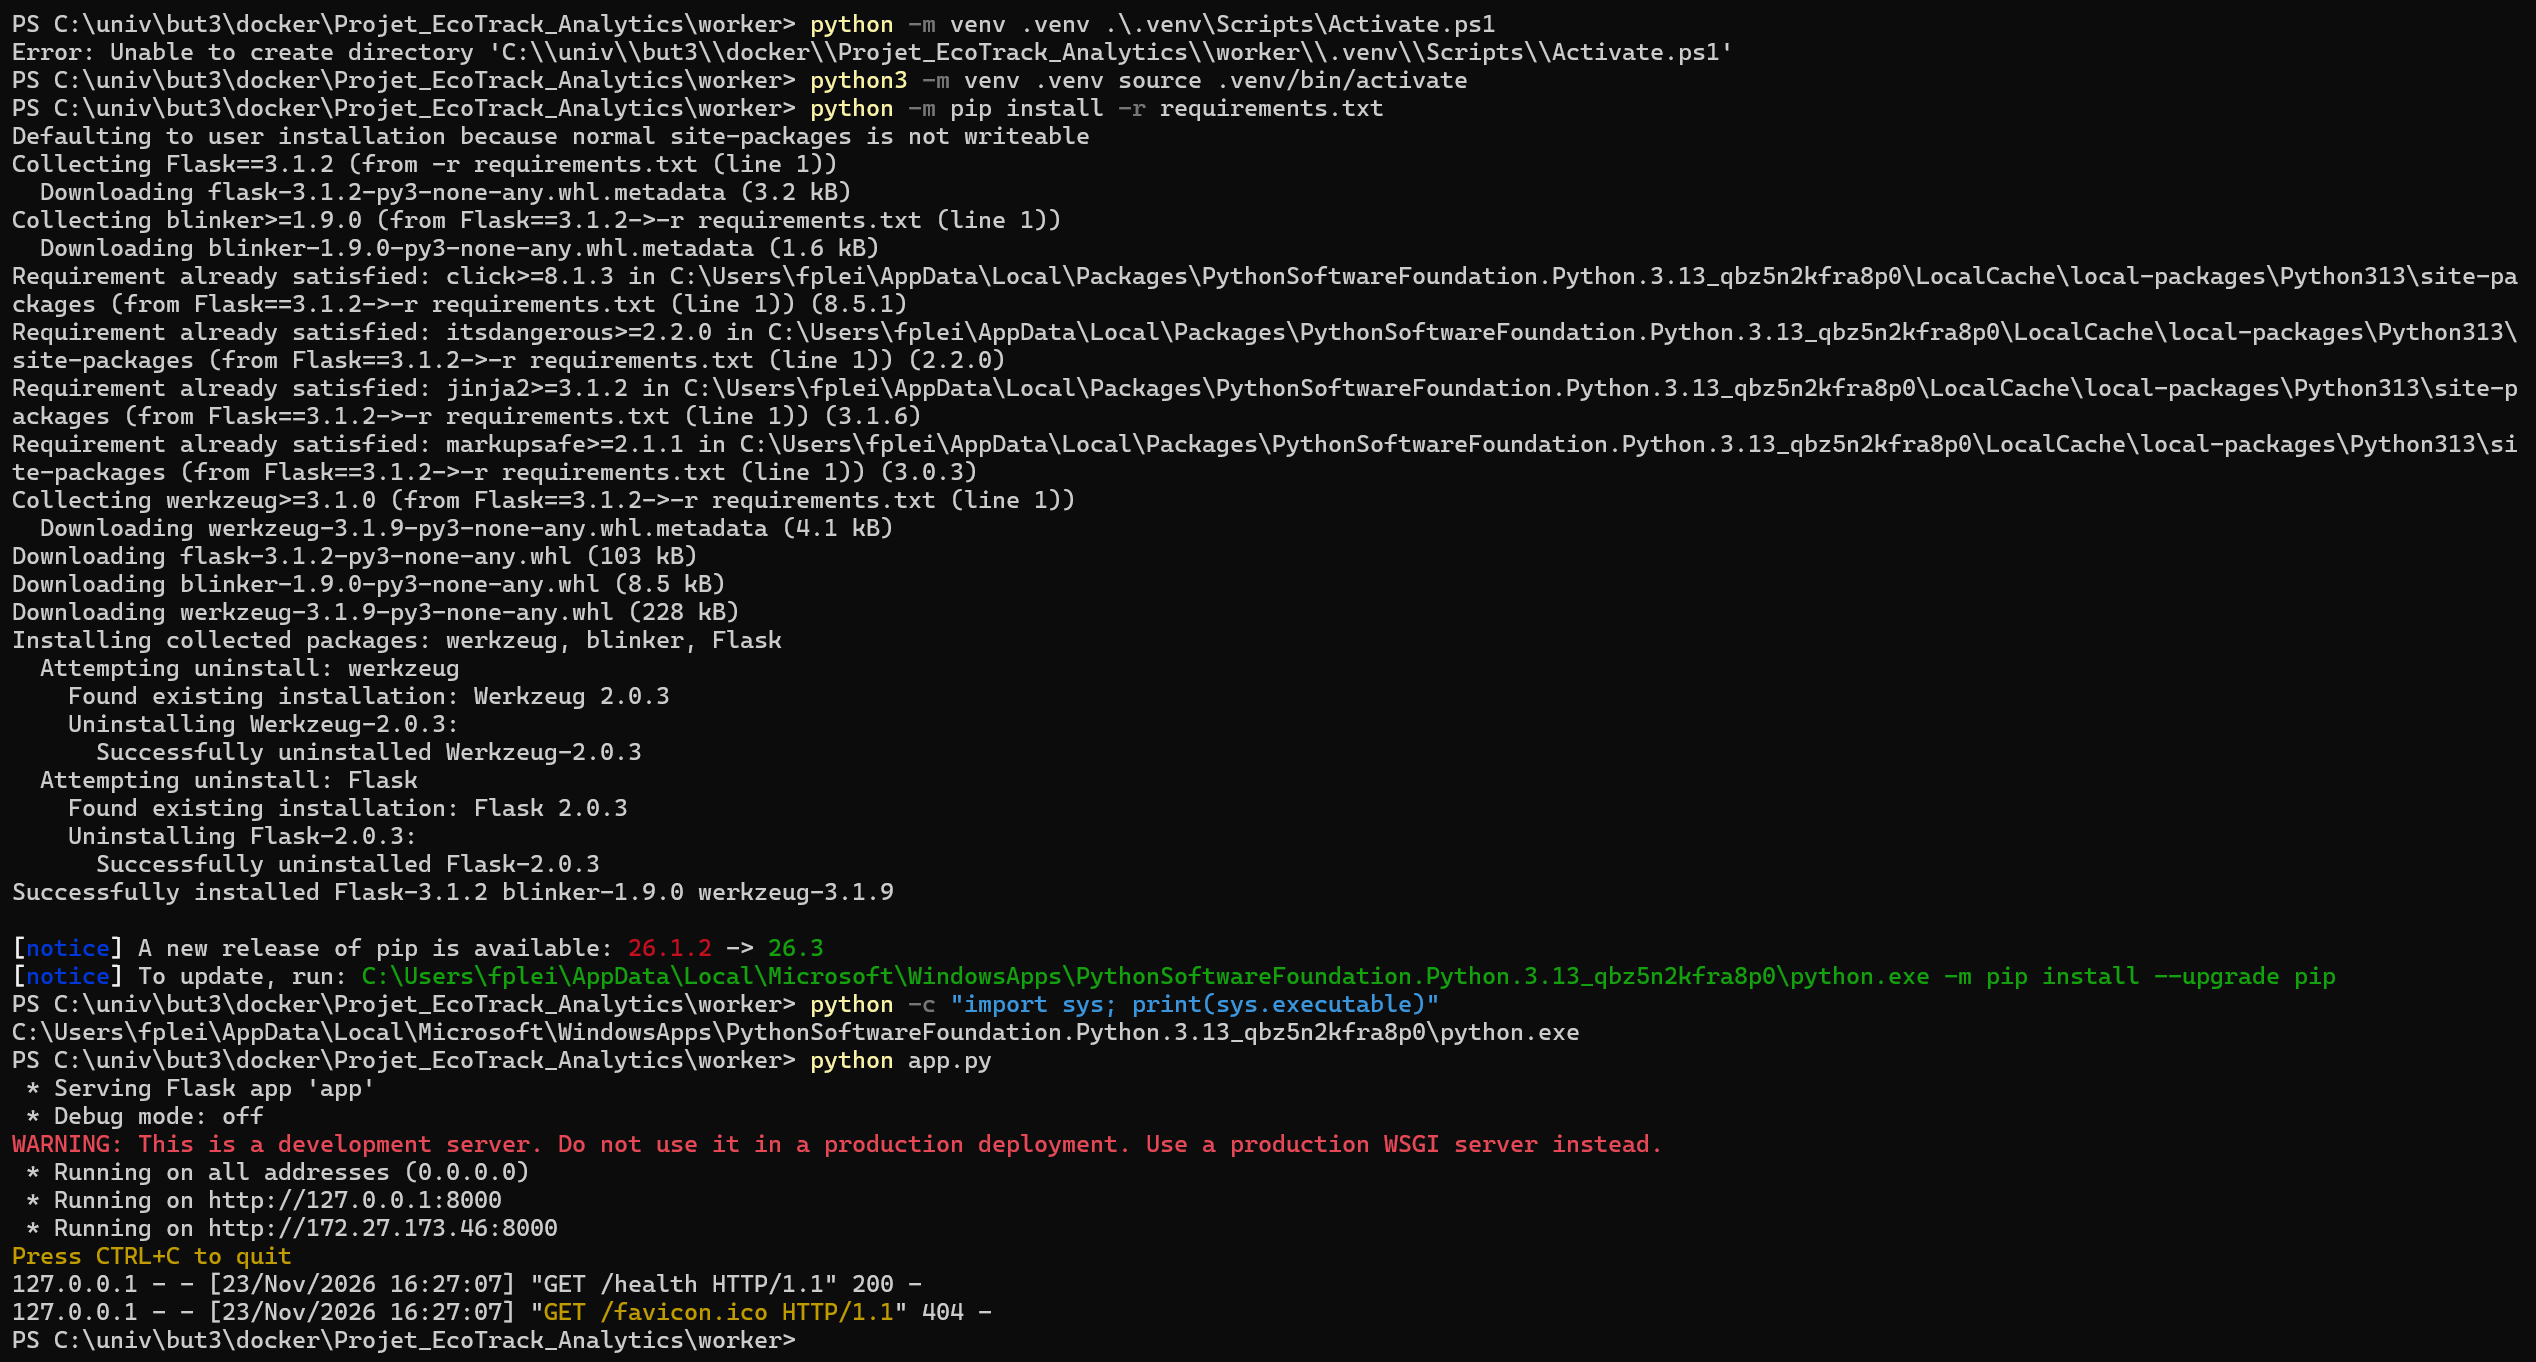 PS C:\univ\but3\docker\Projet_EcoTrack_Analytics\worker> python -m venv .venv .\.venv\Scripts\Activate.ps1
Error: Unable to create directory 'C:\\univ\\but3\\docker\\Projet_EcoTrack_Analytics\\worker\\.venv\\Scripts\\Activate.ps1'
PS C:\univ\but3\docker\Projet_EcoTrack_Analytics\worker> python3 -m venv .venv source .venv/bin/activate
PS C:\univ\but3\docker\Projet_EcoTrack_Analytics\worker> python -m pip install -r requirements.txt
Defaulting to user installation because normal site-packages is not writeable
Collecting Flask==3.1.2 (from -r requirements.txt (line 1))
  Downloading flask-3.1.2-py3-none-any.whl.metadata (3.2 kB)
Collecting blinker>=1.9.0 (from Flask==3.1.2->-r requirements.txt (line 1))
  Downloading blinker-1.9.0-py3-none-any.whl.metadata (1.6 kB)
Requirement already satisfied: click>=8.1.3 in C:\Users\fplei\AppData\Local\Packages\PythonSoftwareFoundation.Python.3.13_qbz5n2kfra8p0\LocalCache\local-packages\Python313\site-pa
ckages (from Flask==3.1.2->-r requirements.txt (line 1)) (8.5.1)
Requirement already satisfied: itsdangerous>=2.2.0 in C:\Users\fplei\AppData\Local\Packages\PythonSoftwareFoundation.Python.3.13_qbz5n2kfra8p0\LocalCache\local-packages\Python313\
site-packages (from Flask==3.1.2->-r requirements.txt (line 1)) (2.2.0)
Requirement already satisfied: jinja2>=3.1.2 in C:\Users\fplei\AppData\Local\Packages\PythonSoftwareFoundation.Python.3.13_qbz5n2kfra8p0\LocalCache\local-packages\Python313\site-p
ackages (from Flask==3.1.2->-r requirements.txt (line 1)) (3.1.6)
Requirement already satisfied: markupsafe>=2.1.1 in C:\Users\fplei\AppData\Local\Packages\PythonSoftwareFoundation.Python.3.13_qbz5n2kfra8p0\LocalCache\local-packages\Python313\si
te-packages (from Flask==3.1.2->-r requirements.txt (line 1)) (3.0.3)
Collecting werkzeug>=3.1.0 (from Flask==3.1.2->-r requirements.txt (line 1))
  Downloading werkzeug-3.1.9-py3-none-any.whl.metadata (4.1 kB)
Downloading flask-3.1.2-py3-none-any.whl (103 kB)
Downloading blinker-1.9.0-py3-none-any.whl (8.5 kB)
Downloading werkzeug-3.1.9-py3-none-any.whl (228 kB)
Installing collected packages: werkzeug, blinker, Flask
  Attempting uninstall: werkzeug
    Found existing installation: Werkzeug 2.0.3
    Uninstalling Werkzeug-2.0.3:
      Successfully uninstalled Werkzeug-2.0.3
  Attempting uninstall: Flask
    Found existing installation: Flask 2.0.3
    Uninstalling Flask-2.0.3:
      Successfully uninstalled Flask-2.0.3
Successfully installed Flask-3.1.2 blinker-1.9.0 werkzeug-3.1.9

[notice] A new release of pip is available: 26.1.2 -> 26.3
[notice] To update, run: C:\Users\fplei\AppData\Local\Microsoft\WindowsApps\PythonSoftwareFoundation.Python.3.13_qbz5n2kfra8p0\python.exe -m pip install --upgrade pip
PS C:\univ\but3\docker\Projet_EcoTrack_Analytics\worker> python -c "import sys; print(sys.executable)"
C:\Users\fplei\AppData\Local\Microsoft\WindowsApps\PythonSoftwareFoundation.Python.3.13_qbz5n2kfra8p0\python.exe
PS C:\univ\but3\docker\Projet_EcoTrack_Analytics\worker> python app.py
 * Serving Flask app 'app'
 * Debug mode: off
WARNING: This is a development server. Do not use it in a production deployment. Use a production WSGI server instead.
 * Running on all addresses (0.0.0.0)
 * Running on http://127.0.0.1:8000
 * Running on http://172.27.173.46:8000
Press CTRL+C to quit
127.0.0.1 - - [23/Nov/2026 16:27:07] "GET /health HTTP/1.1" 200 -
127.0.0.1 - - [23/Nov/2026 16:27:07] "GET /favicon.ico HTTP/1.1" 404 -
PS C:\univ\but3\docker\Projet_EcoTrack_Analytics\worker>